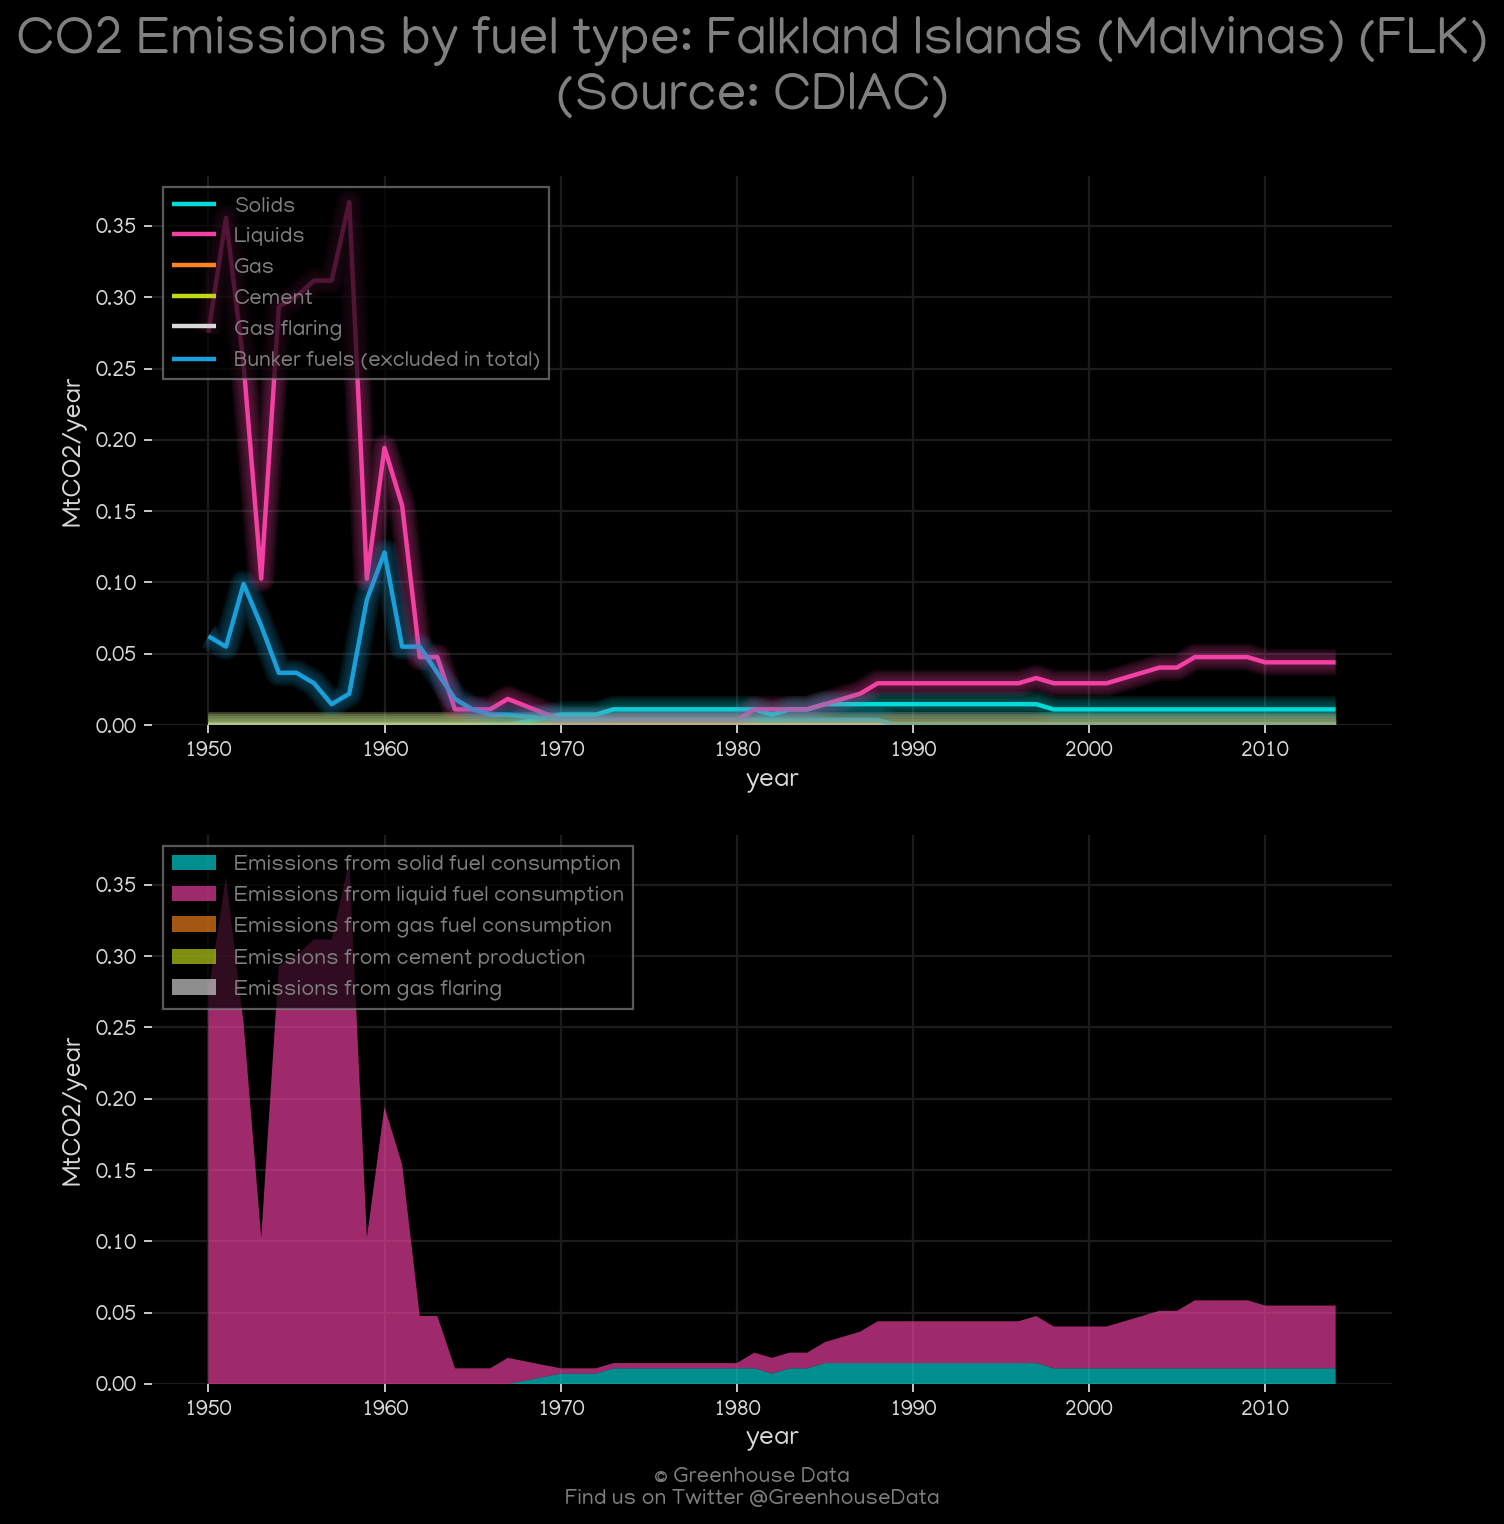 CO2 Emissions by fuel type: Falkland Islands (Malvinas) (FLK)
(Source: CDIAC)
Solids
Liquids
Gas
Cement
Gas flaring
Bunker fuels (excluded in total)
0.35
0.30
0.25
0.20
0.15
0.10
0.05
0.00
MtCO2/year
1950 1960 1970 1980 1990 2000 2010
year
Emissions from solid fuel consumption
Emissions from liquid fuel consumption
Emissions from gas fuel consumption
Emissions from cement production
Emissions from gas flaring
0.35
0.30
0.25
0.20
0.15
0.10
0.05
0.00
MtCO2/year
1950 1960 1970 1980 1990 2000 2010
year
© Greenhouse Data
Find us on Twitter @GreenhouseData